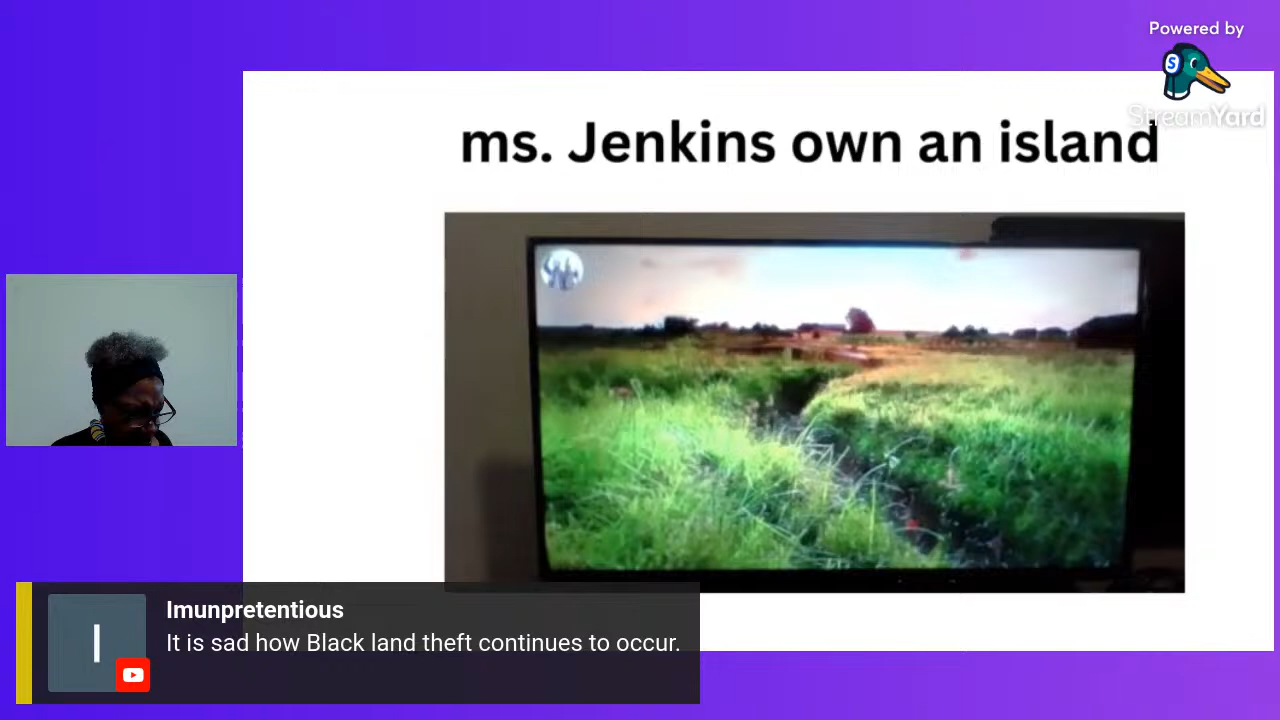 Powered by
StreamYard
ms. Jenkins own an island
Imunpretentious
It is sad how Black land theft continues to occur.
I
S